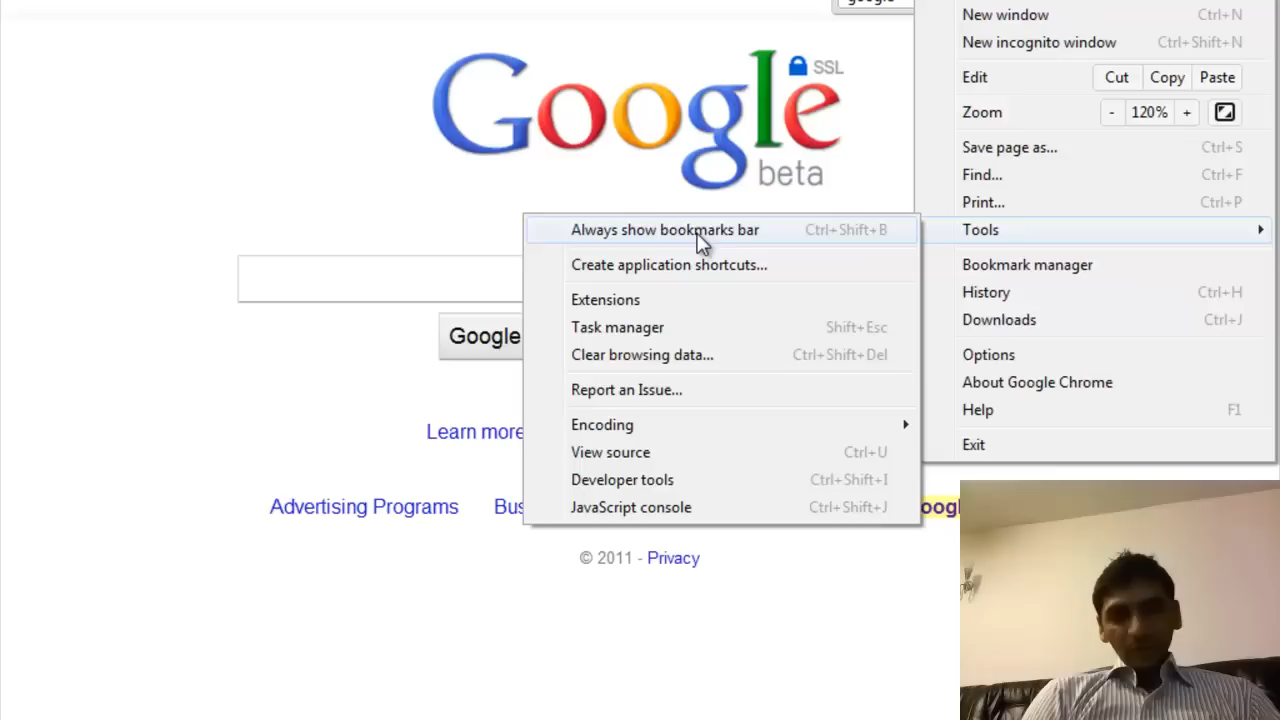 google
New window Ctrl+N
New incognito window Ctrl+Shift+N
Edit Cut Copy Paste
Zoom - 120% +
Save page as... Ctrl+S
Find... Ctrl+F
Print... Ctrl+P
Tools
Bookmark manager
History Ctrl+H
Downloads Ctrl+J
Options
About Google Chrome
Help F1
Exit
Google SSL
beta
Always show bookmarks bar Ctrl+Shift+B
Create application shortcuts...
Extensions
Task manager Shift+Esc
Clear browsing data... Ctrl+Shift+Del
Report an Issue...
Encoding
View source Ctrl+U
Developer tools Ctrl+Shift+I
JavaScript console Ctrl+Shift+J
Google
Learn more
Advertising Programs Bus oogl
© 2011 - Privacy